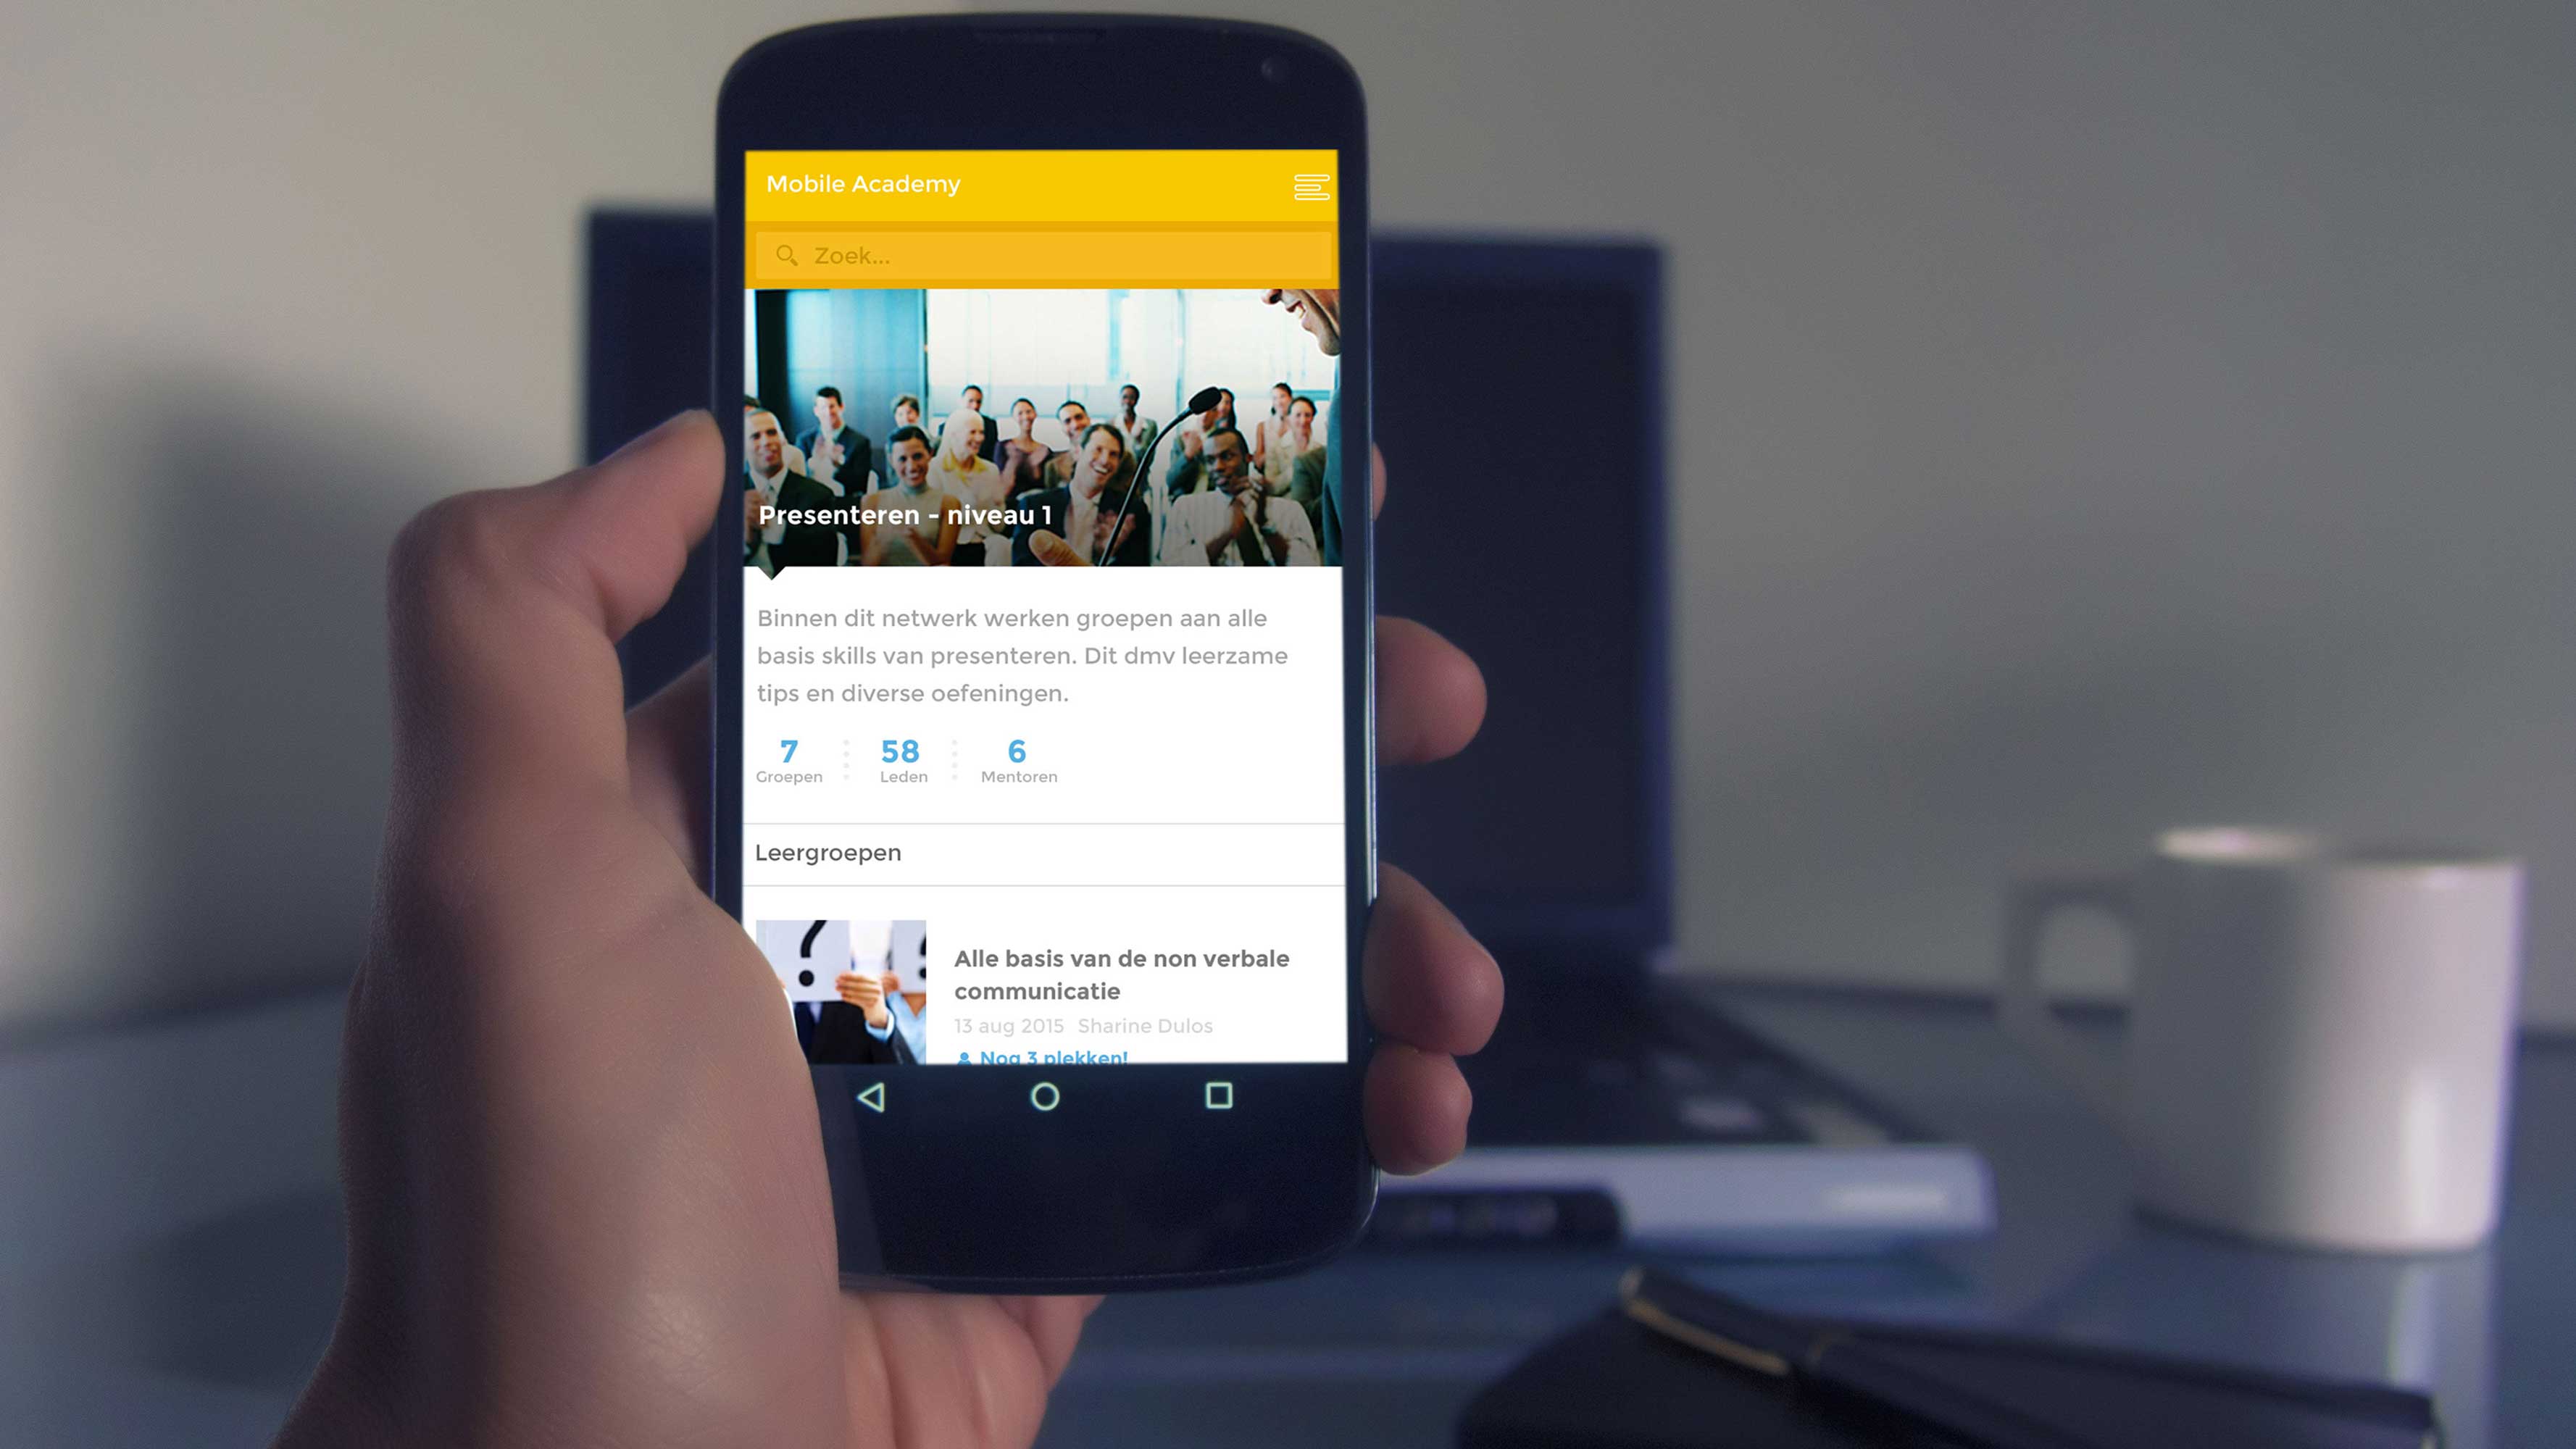 Mobile Academy
Zoek...
Presenteren - niveau 1
Binnen dit netwerk werken groepen aan alle
basis skills van presenteren. Dit dmv leerzame
tips en diverse oefeningen.
7 58 6
Groepen Leden Mentoren
Leergroepen
Alle basis van de non verbale
communicatie
13 aug 2015 Sharine Dulos
Nog 3 plekken!